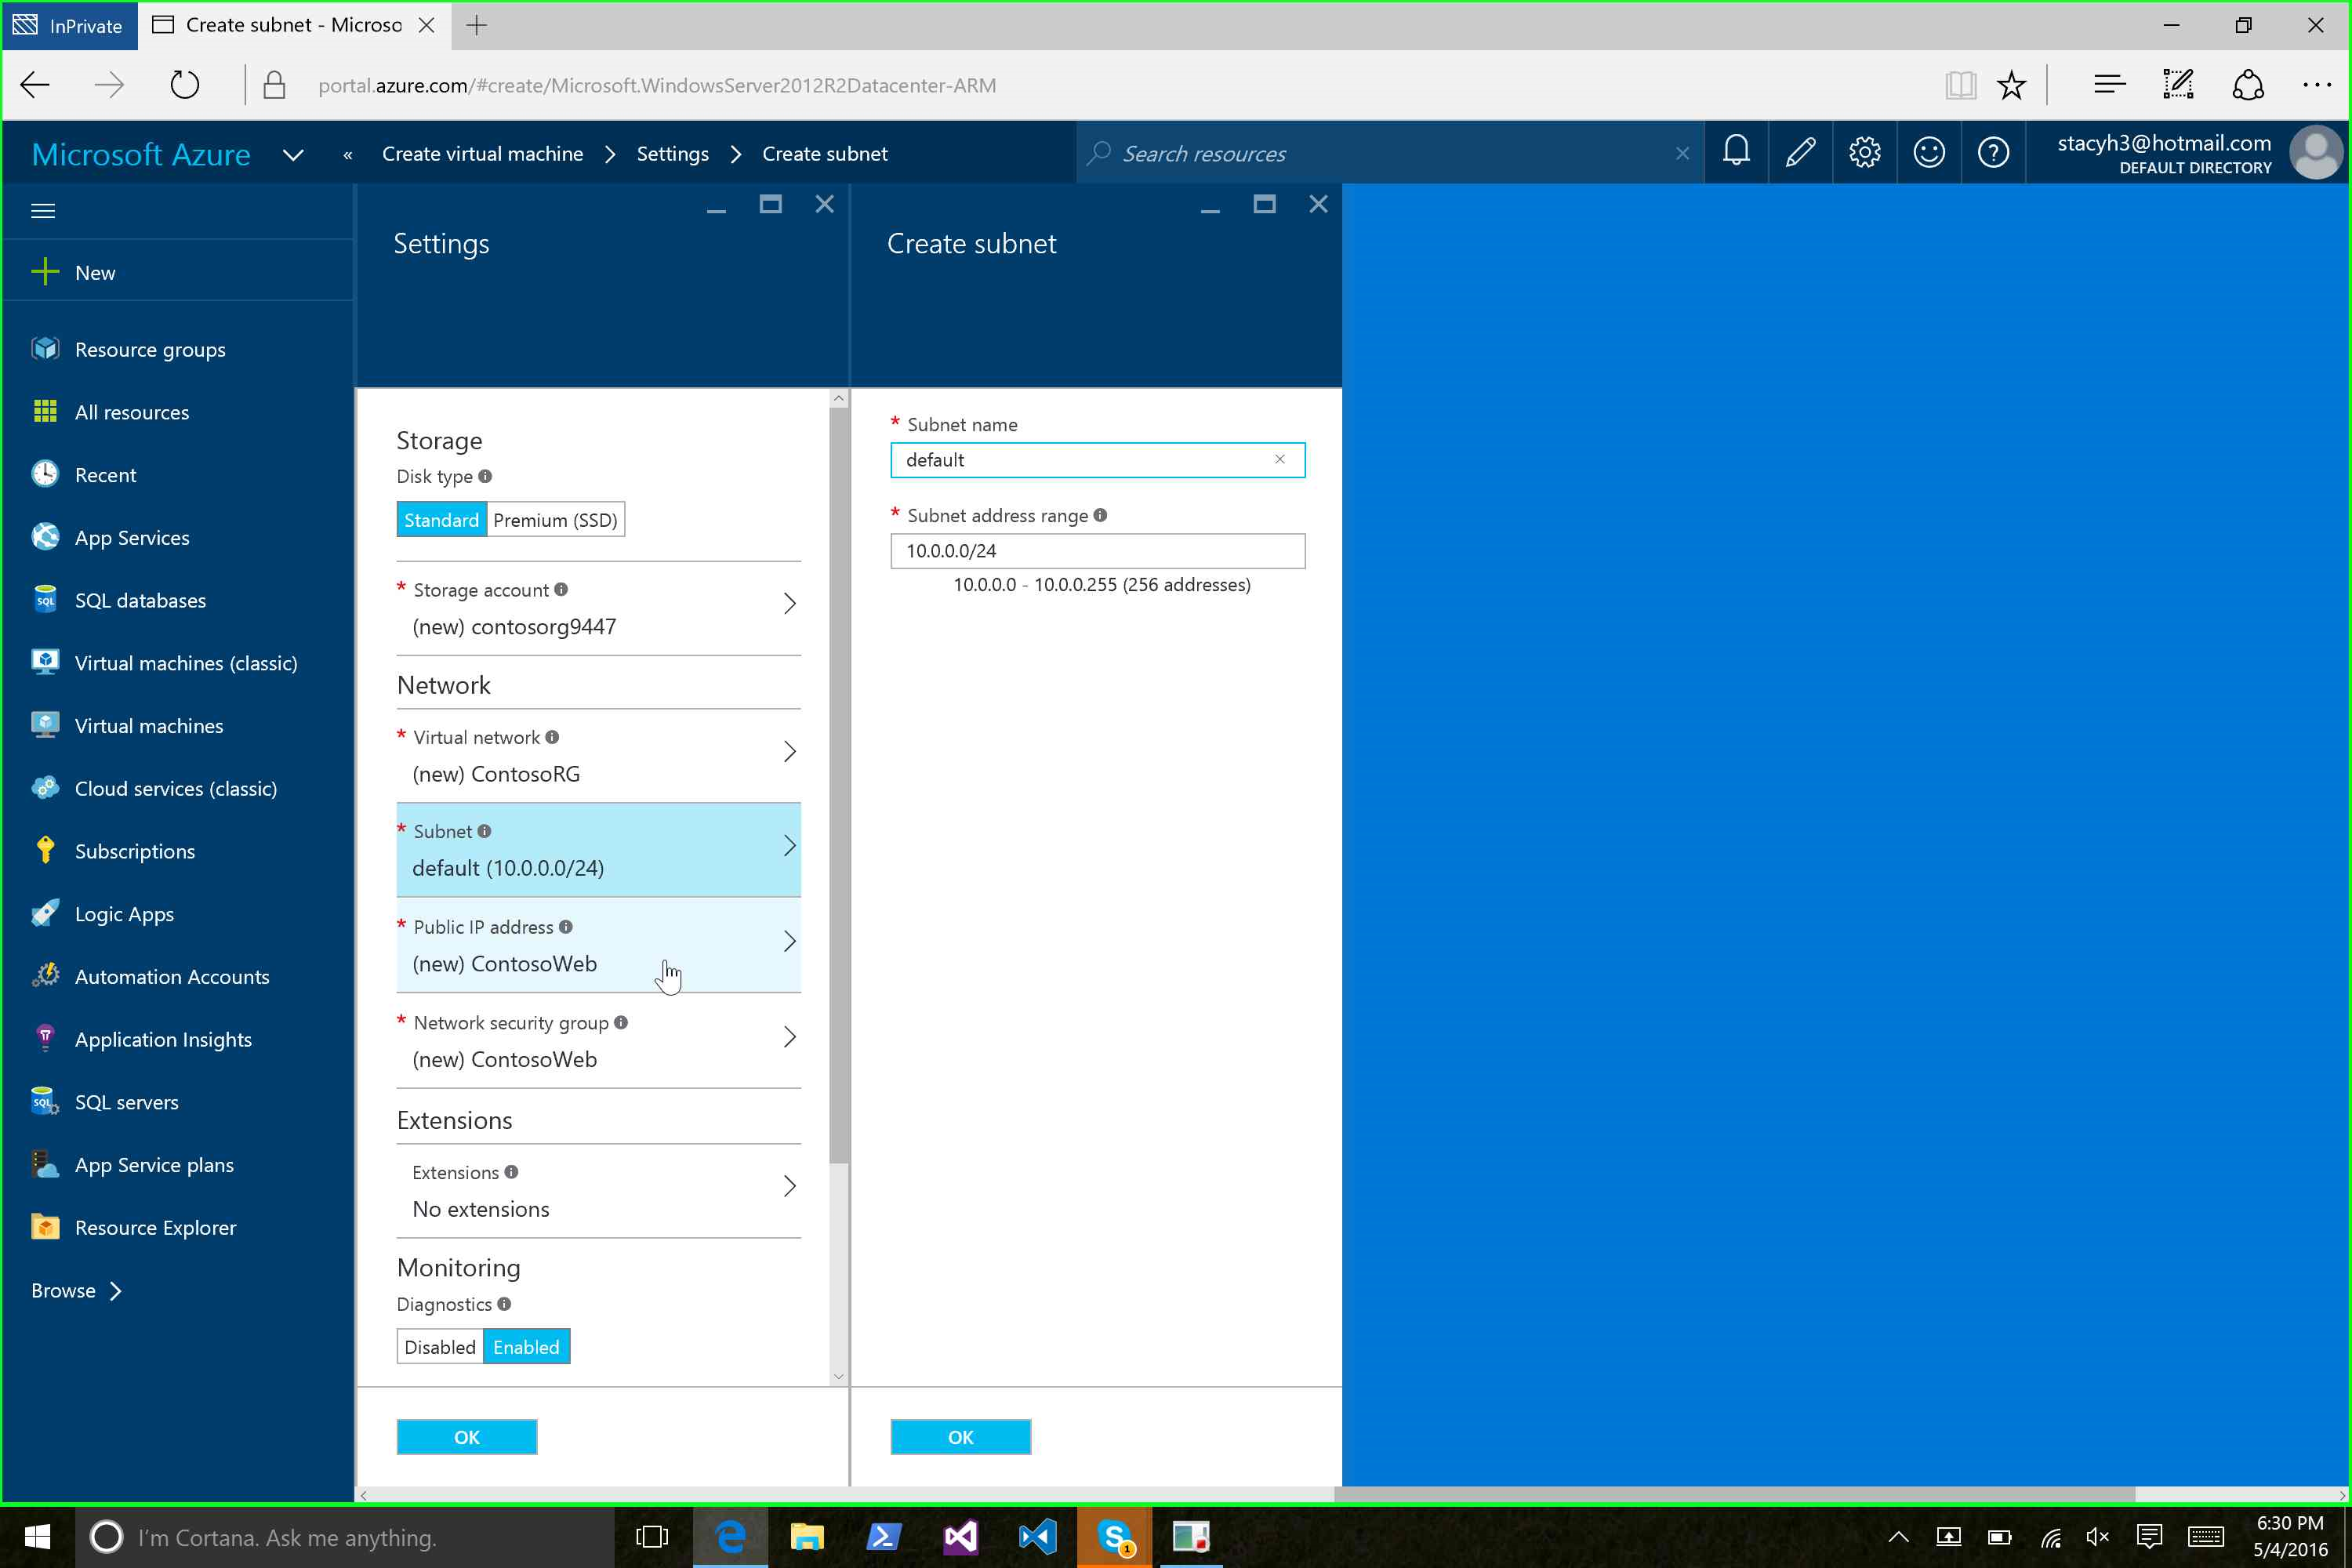 InPrivate
Create subnet - Microsc
portal.azure.com/#create/Microsoft.WindowsServer2012R2Datacenter-ARM
Microsoft Azure
«
Create virtual machine > Settings > Create subnet
Search resources
stacyh3@hotmail.com
DEFAULT DIRECTORY
New
Resource groups
All resources
Recent
App Services
SQL databases
Virtual machines (classic)
Virtual machines
Cloud services (classic)
Subscriptions
Logic Apps
Automation Accounts
Application Insights
SQL servers
App Service plans
Resource Explorer
Browse >
Settings
Storage
Disk type
Standard Premium (SSD)
* Storage account
(new) contosorg9447
Network
* Virtual network
(new) ContosoRG
* Subnet
default (10.0.0.0/24)
* Public IP address
(new) ContosoWeb
* Network security group
(new) ContosoWeb
Extensions
Extensions
No extensions
Monitoring
Diagnostics
Disabled Enabled
OK
Create subnet
* Subnet name
default
* Subnet address range
10.0.0.0/24
10.0.0.0 - 10.0.0.255 (256 addresses)
OK
I'm Cortana. Ask me anything.
1
6:30 PM
5/4/2016